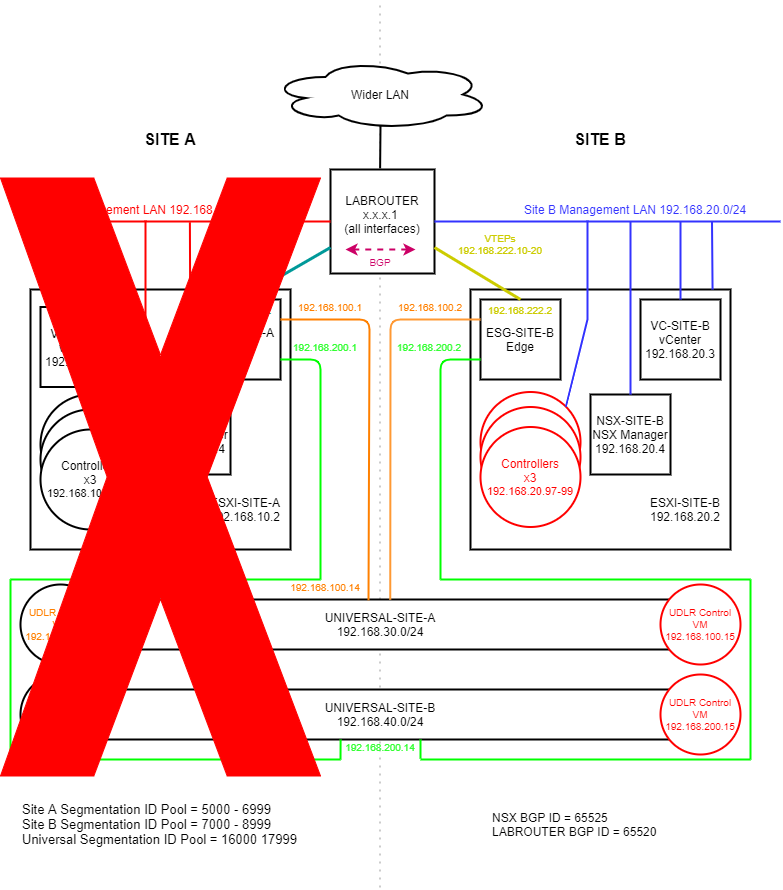 Wider LAN
SITE A
SITE B
LABROUTER
x.x.x.1
(all interfaces)
BGP
ement LAN 192.168
Site B Management LAN 192.168.20.0/24
VTEPs
192.168.222.10-20
192.168.100.1
192.168.100.2
192.168.222.2
192.168.200.1
192.168.200.2
ESG-SITE-B
Edge
VC-SITE-B
vCenter
192.168.20.3
NSX-SITE-B
NSX Manager
192.168.20.4
Controllers
x3
192.168.20.97-99
x3
192.168.10
SXI-SITE-A
2.168.10.2
ESXI-SITE-B
192.168.20.2
192.168.100.14
UDLR
UNIVERSAL-SITE-A
192.168.30.0/24
UDLR Control
VM
192.168.100.15
UNIVERSAL-SITE-B
192.168.40.0/24
UDLR Control
VM
192.168.200.15
192.168.200.14
Site A Segmentation ID Pool = 5000 - 6999
Site B Segmentation ID Pool = 7000 - 8999
Universal Segmentation ID Pool = 16000 17999
NSX BGP ID = 65525
LABROUTER BGP ID = 65520